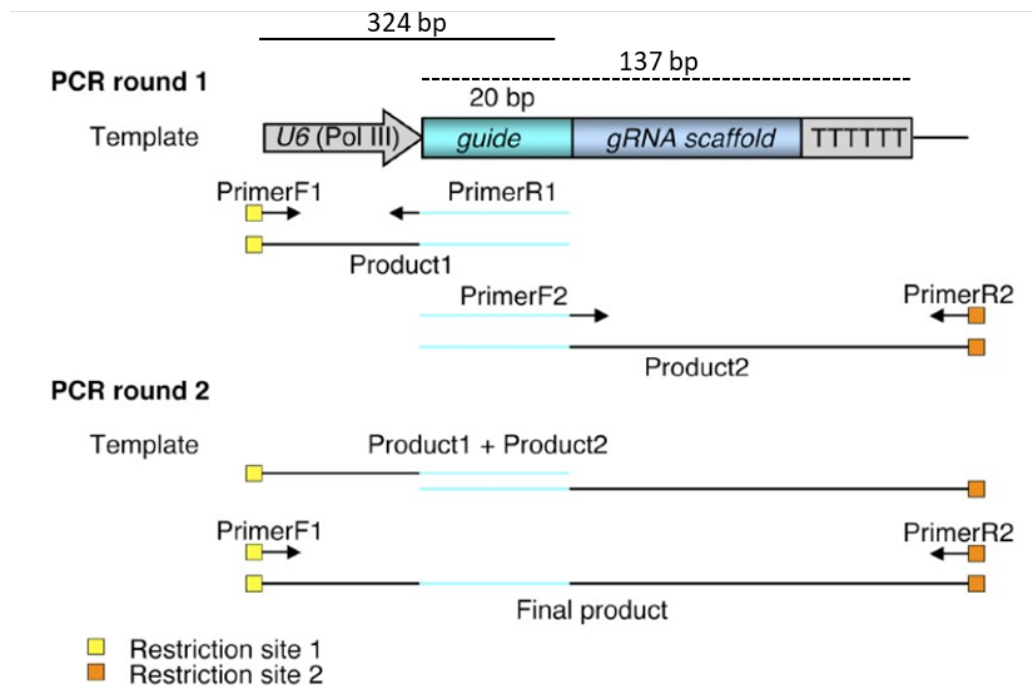 324 bp
137 bp
PCR round 1
20 bp
Template
U6 (Pol III)
guide
gRNA scaffold
TTTTTT
PrimerF1
PrimerR1
Product1
PrimerF2
PrimerR2
Product2
PCR round 2
Template
Product1 + Product2
PrimerF1
PrimerR2
Final product
Restriction site 1
Restriction site 2